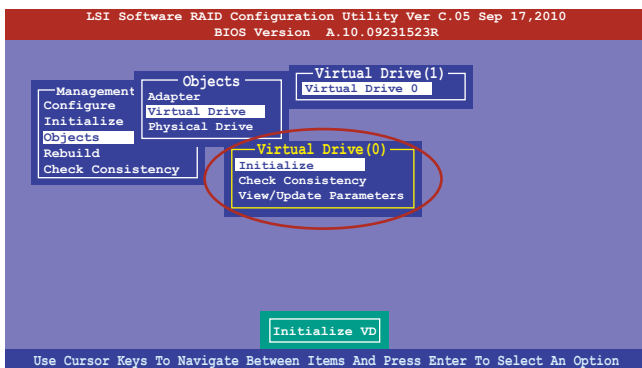 LSI Software RAID Configuration Utility Ver C.05 Sep 17,2010
BIOS Version A.10.09231523R
Management
Configure
Initialize
Objects
Rebuild
Check Consistency
Objects
Adapter
Virtual Drive
Physical Drive
Virtual Drive(1)
Virtual Drive 0
Virtual Drive(0)
Initialize
Check Consistency
View/Update Parameters
Initialize VD
Use Cursor Keys To Navigate Between Items And Press Enter To Select An Option